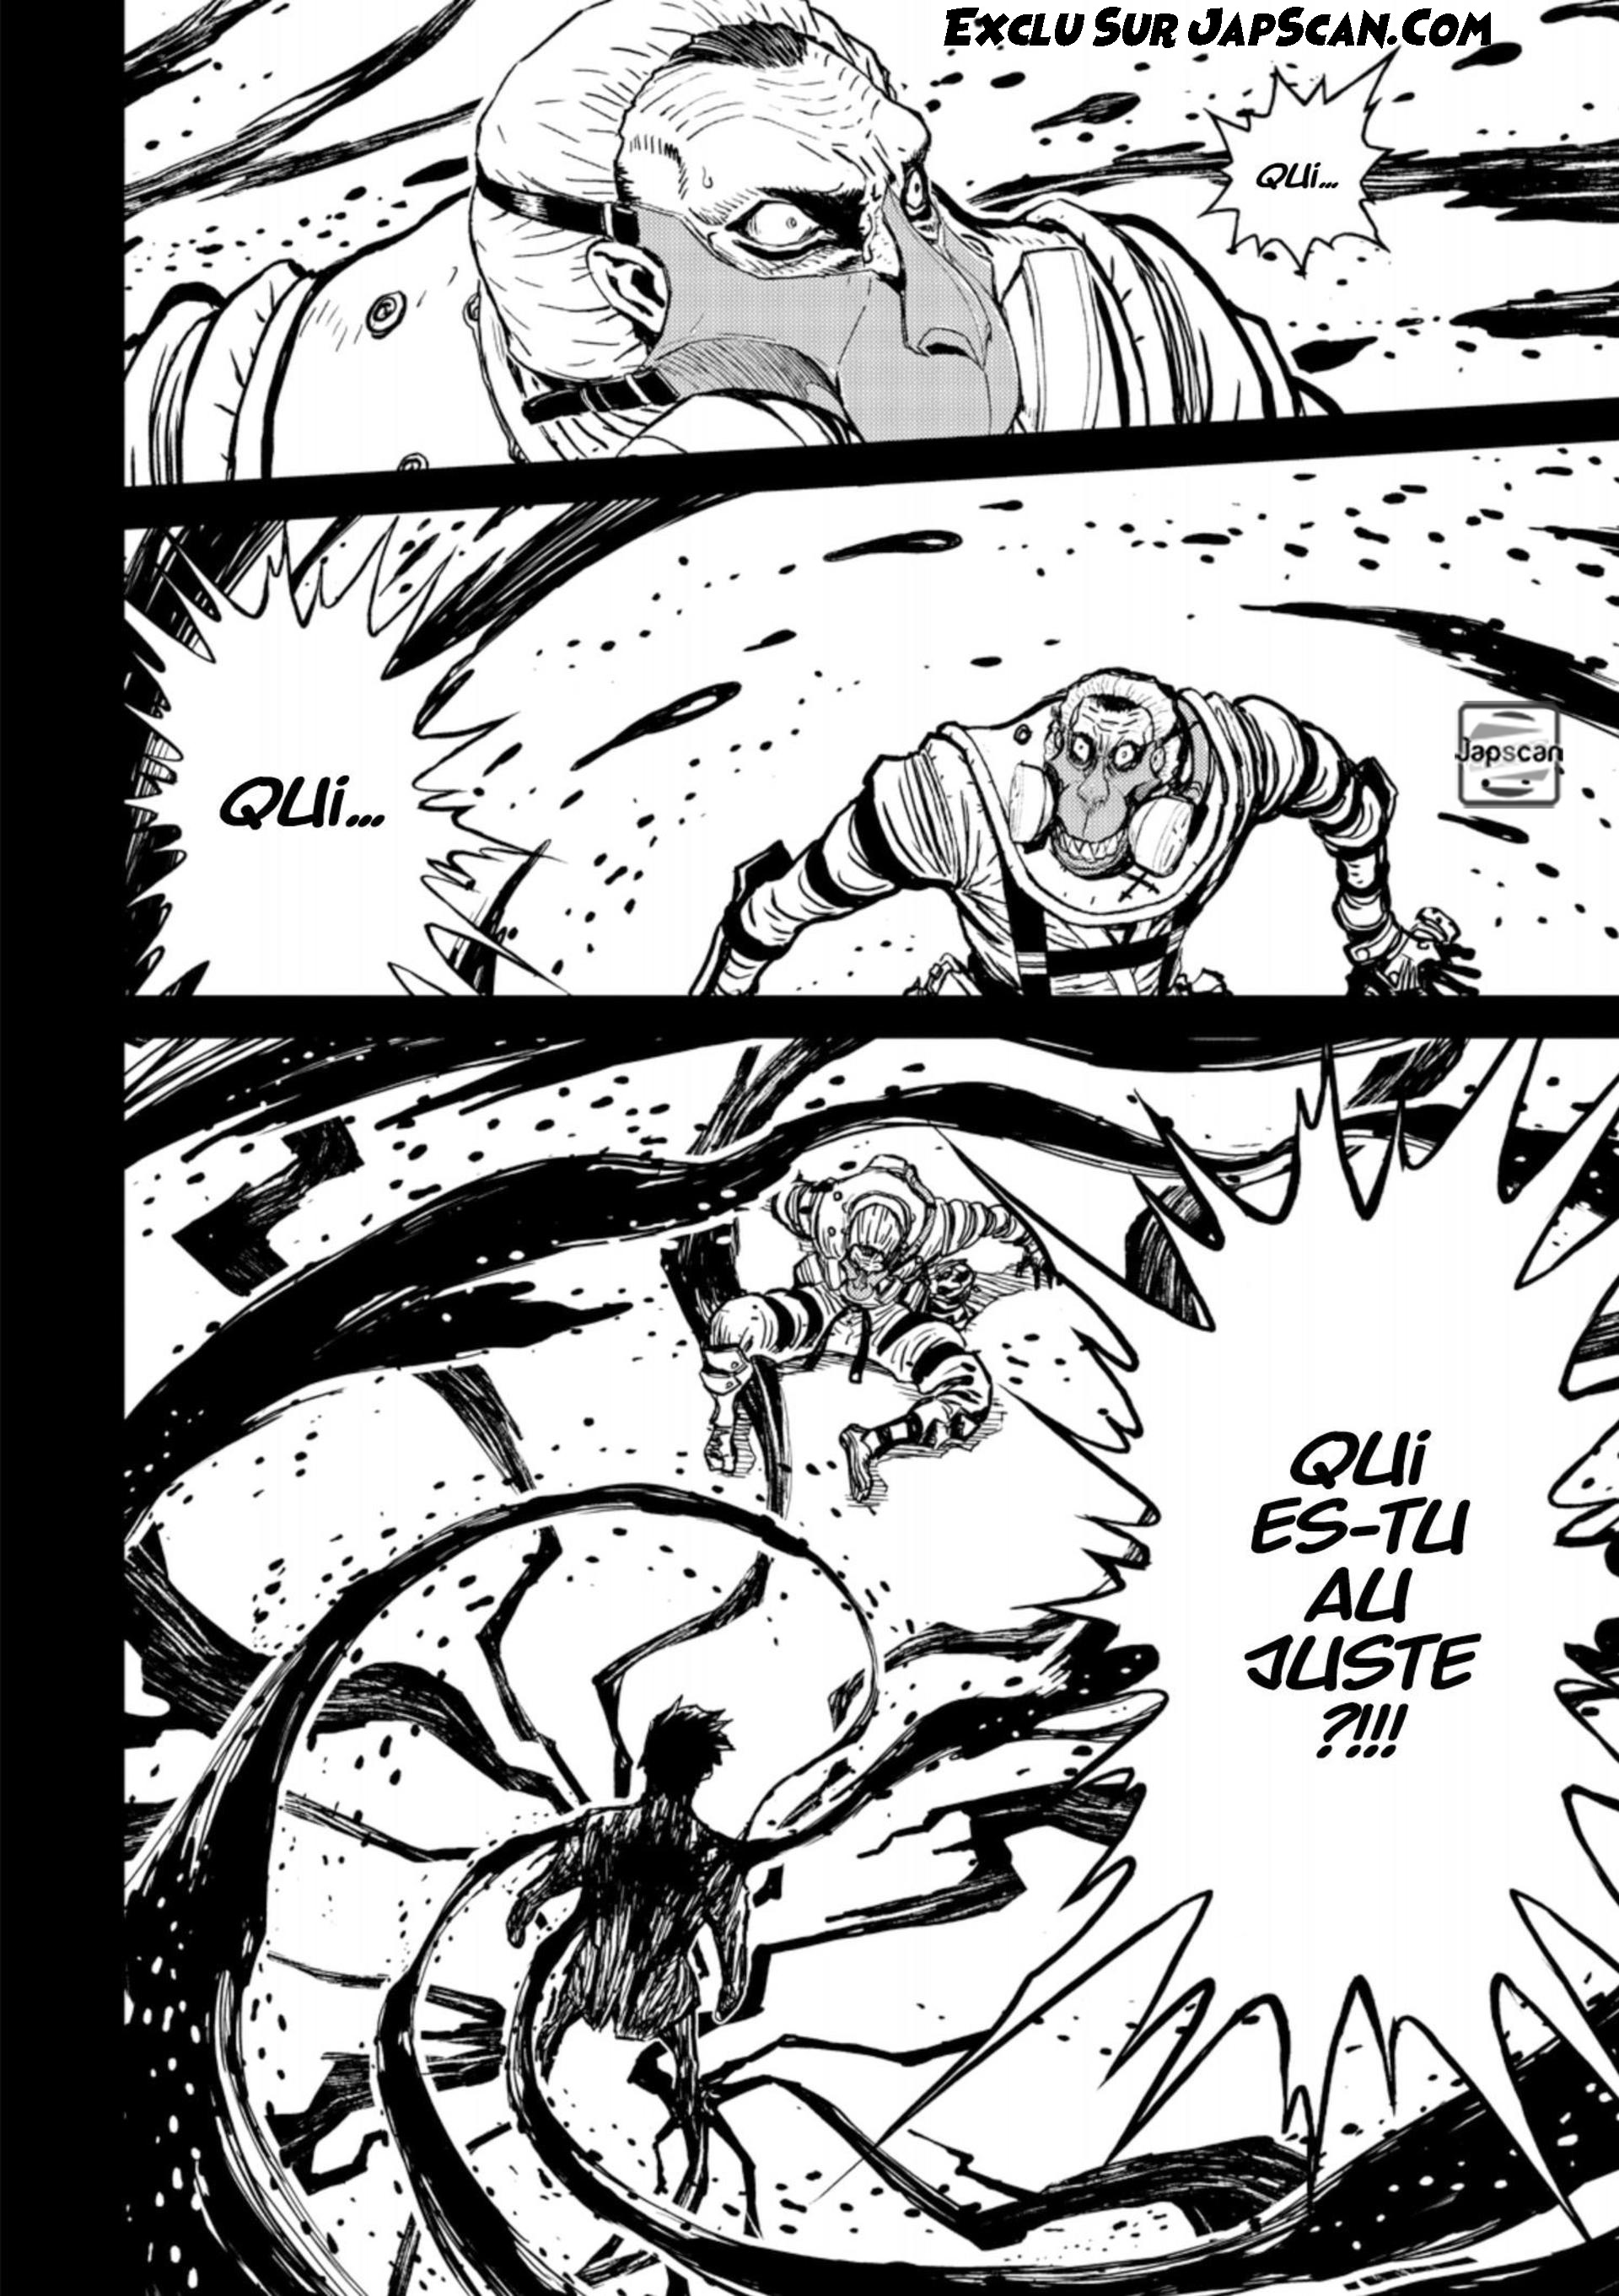 EXCLU SUR JAPSCAN.COM
QUi...
QUi...
Japscan
QUi
ES-TU
AU
JUSTE
?!!!